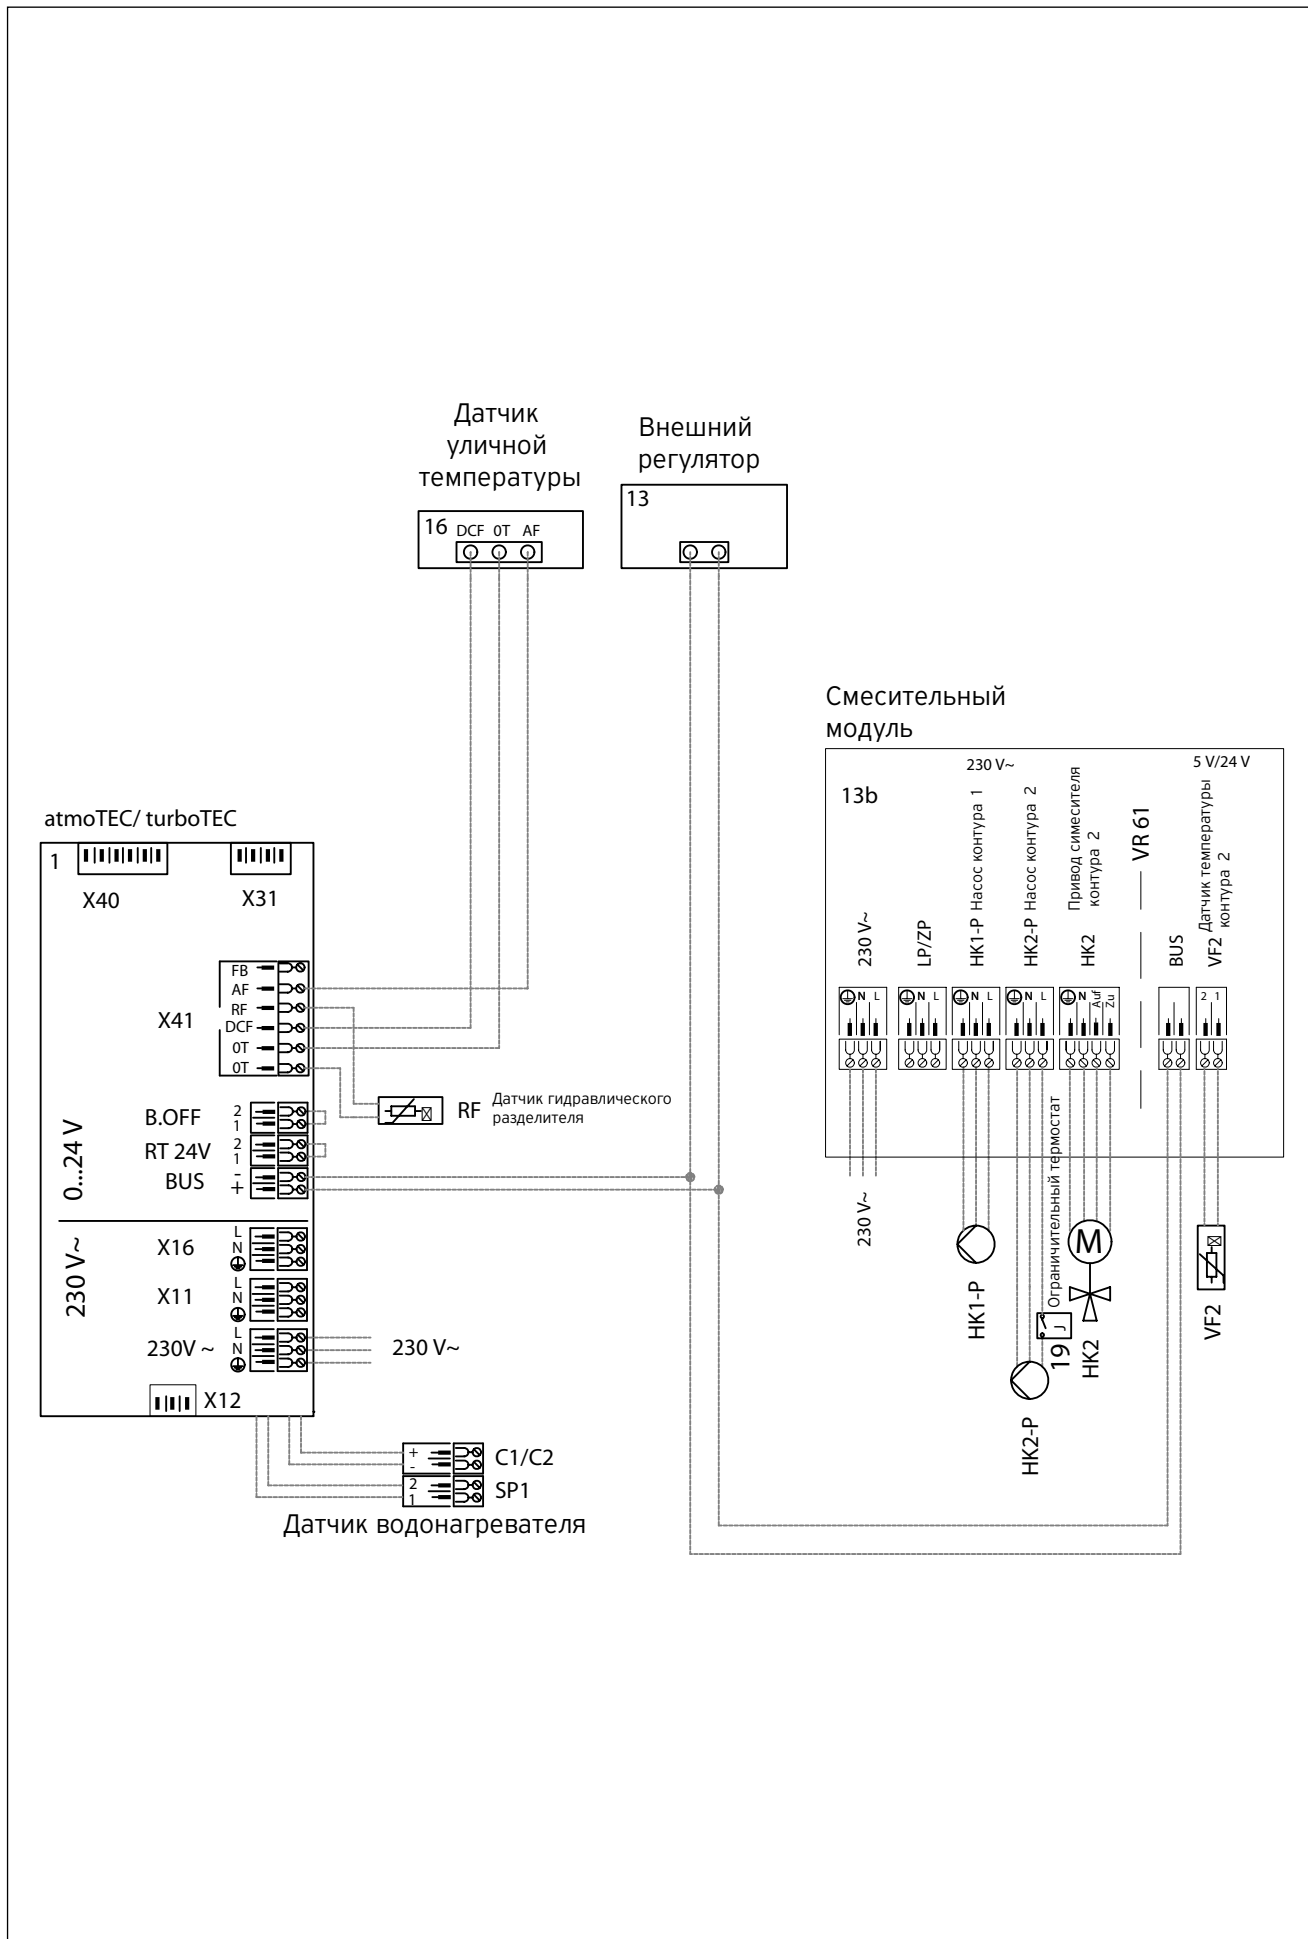 Датчик
уличной
температуры
16 DCF 0T AF
Внешний
регулятор
13
Смесительный
модуль
13b
230 V~
5 V/24 V
230 V~
LP/ZP
HK1-P Насос контура 1
HK2-P Насос контура 2
Привод симесителя
контура 2
HK2
VR 61
BUS
Датчик температуры
контура 2
VF2
N L
N L
N L
N L
N Auf Zu
2 1
230 V~
HK1-P
HK2-P
Ограничительный термостат
19
M
HK2
VF2
atmoTEC/ turboTEC
1
X40
X31
X41
FB
AF
RF
DCF
0T
0T
RF
Датчик гидравлического
разделителя
0...24 V
B.OFF
2
1
RT 24V
2
1
BUS
-
+
230 V~
X16
L
N
X11
L
N
230V ~
L
N
230 V~
X12
+
-
C1/C2
2
1
SP1
Датчик водонагревателя